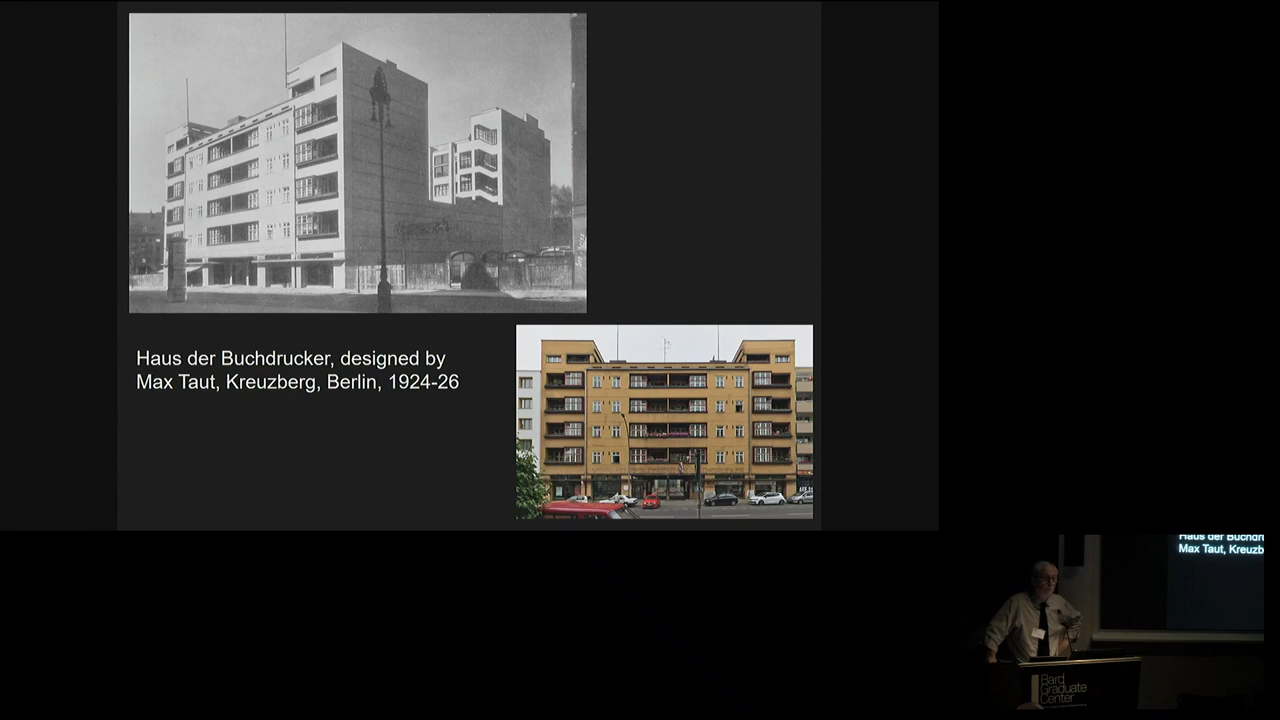 Haus der Buchdrucker, designed by
Max Taut, Kreuzberg, Berlin, 1924-26
Haus der Buchdr
Max Taut, Kreuzb
Bard
Graduate
Center